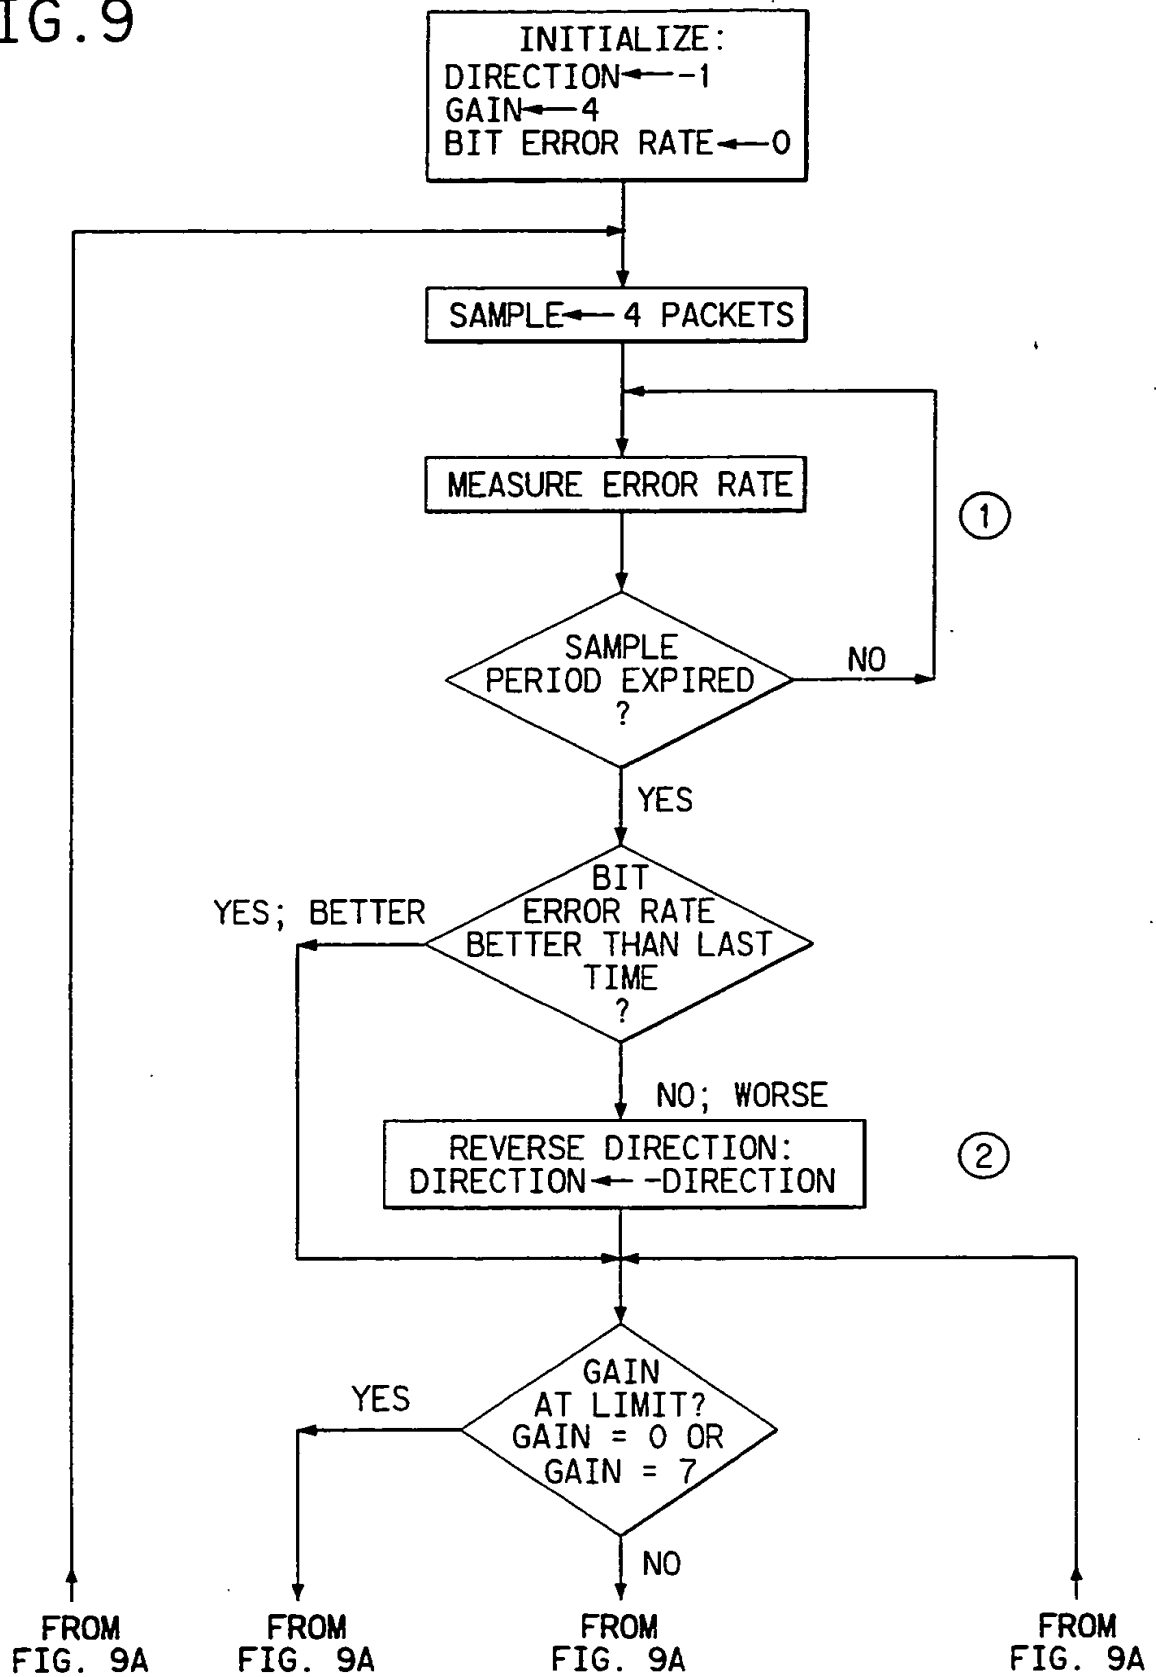 IG.9
INITIALIZE:
DIRECTION←-1
GAIN←4
BIT ERROR RATE←0
SAMPLE←4 PACKETS
MEASURE ERROR RATE
1
SAMPLE
PERIOD EXPIRED
?
NO
YES
BIT
ERROR RATE
BETTER THAN LAST
TIME
?
YES; BETTER
NO; WORSE
REVERSE DIRECTION:
DIRECTION←-DIRECTION
2
GAIN
AT LIMIT?
GAIN = 0 OR
GAIN = 7
YES
NO
FROM
FIG. 9A
FROM
FIG. 9A
FROM
FIG. 9A
FROM
FIG. 9A